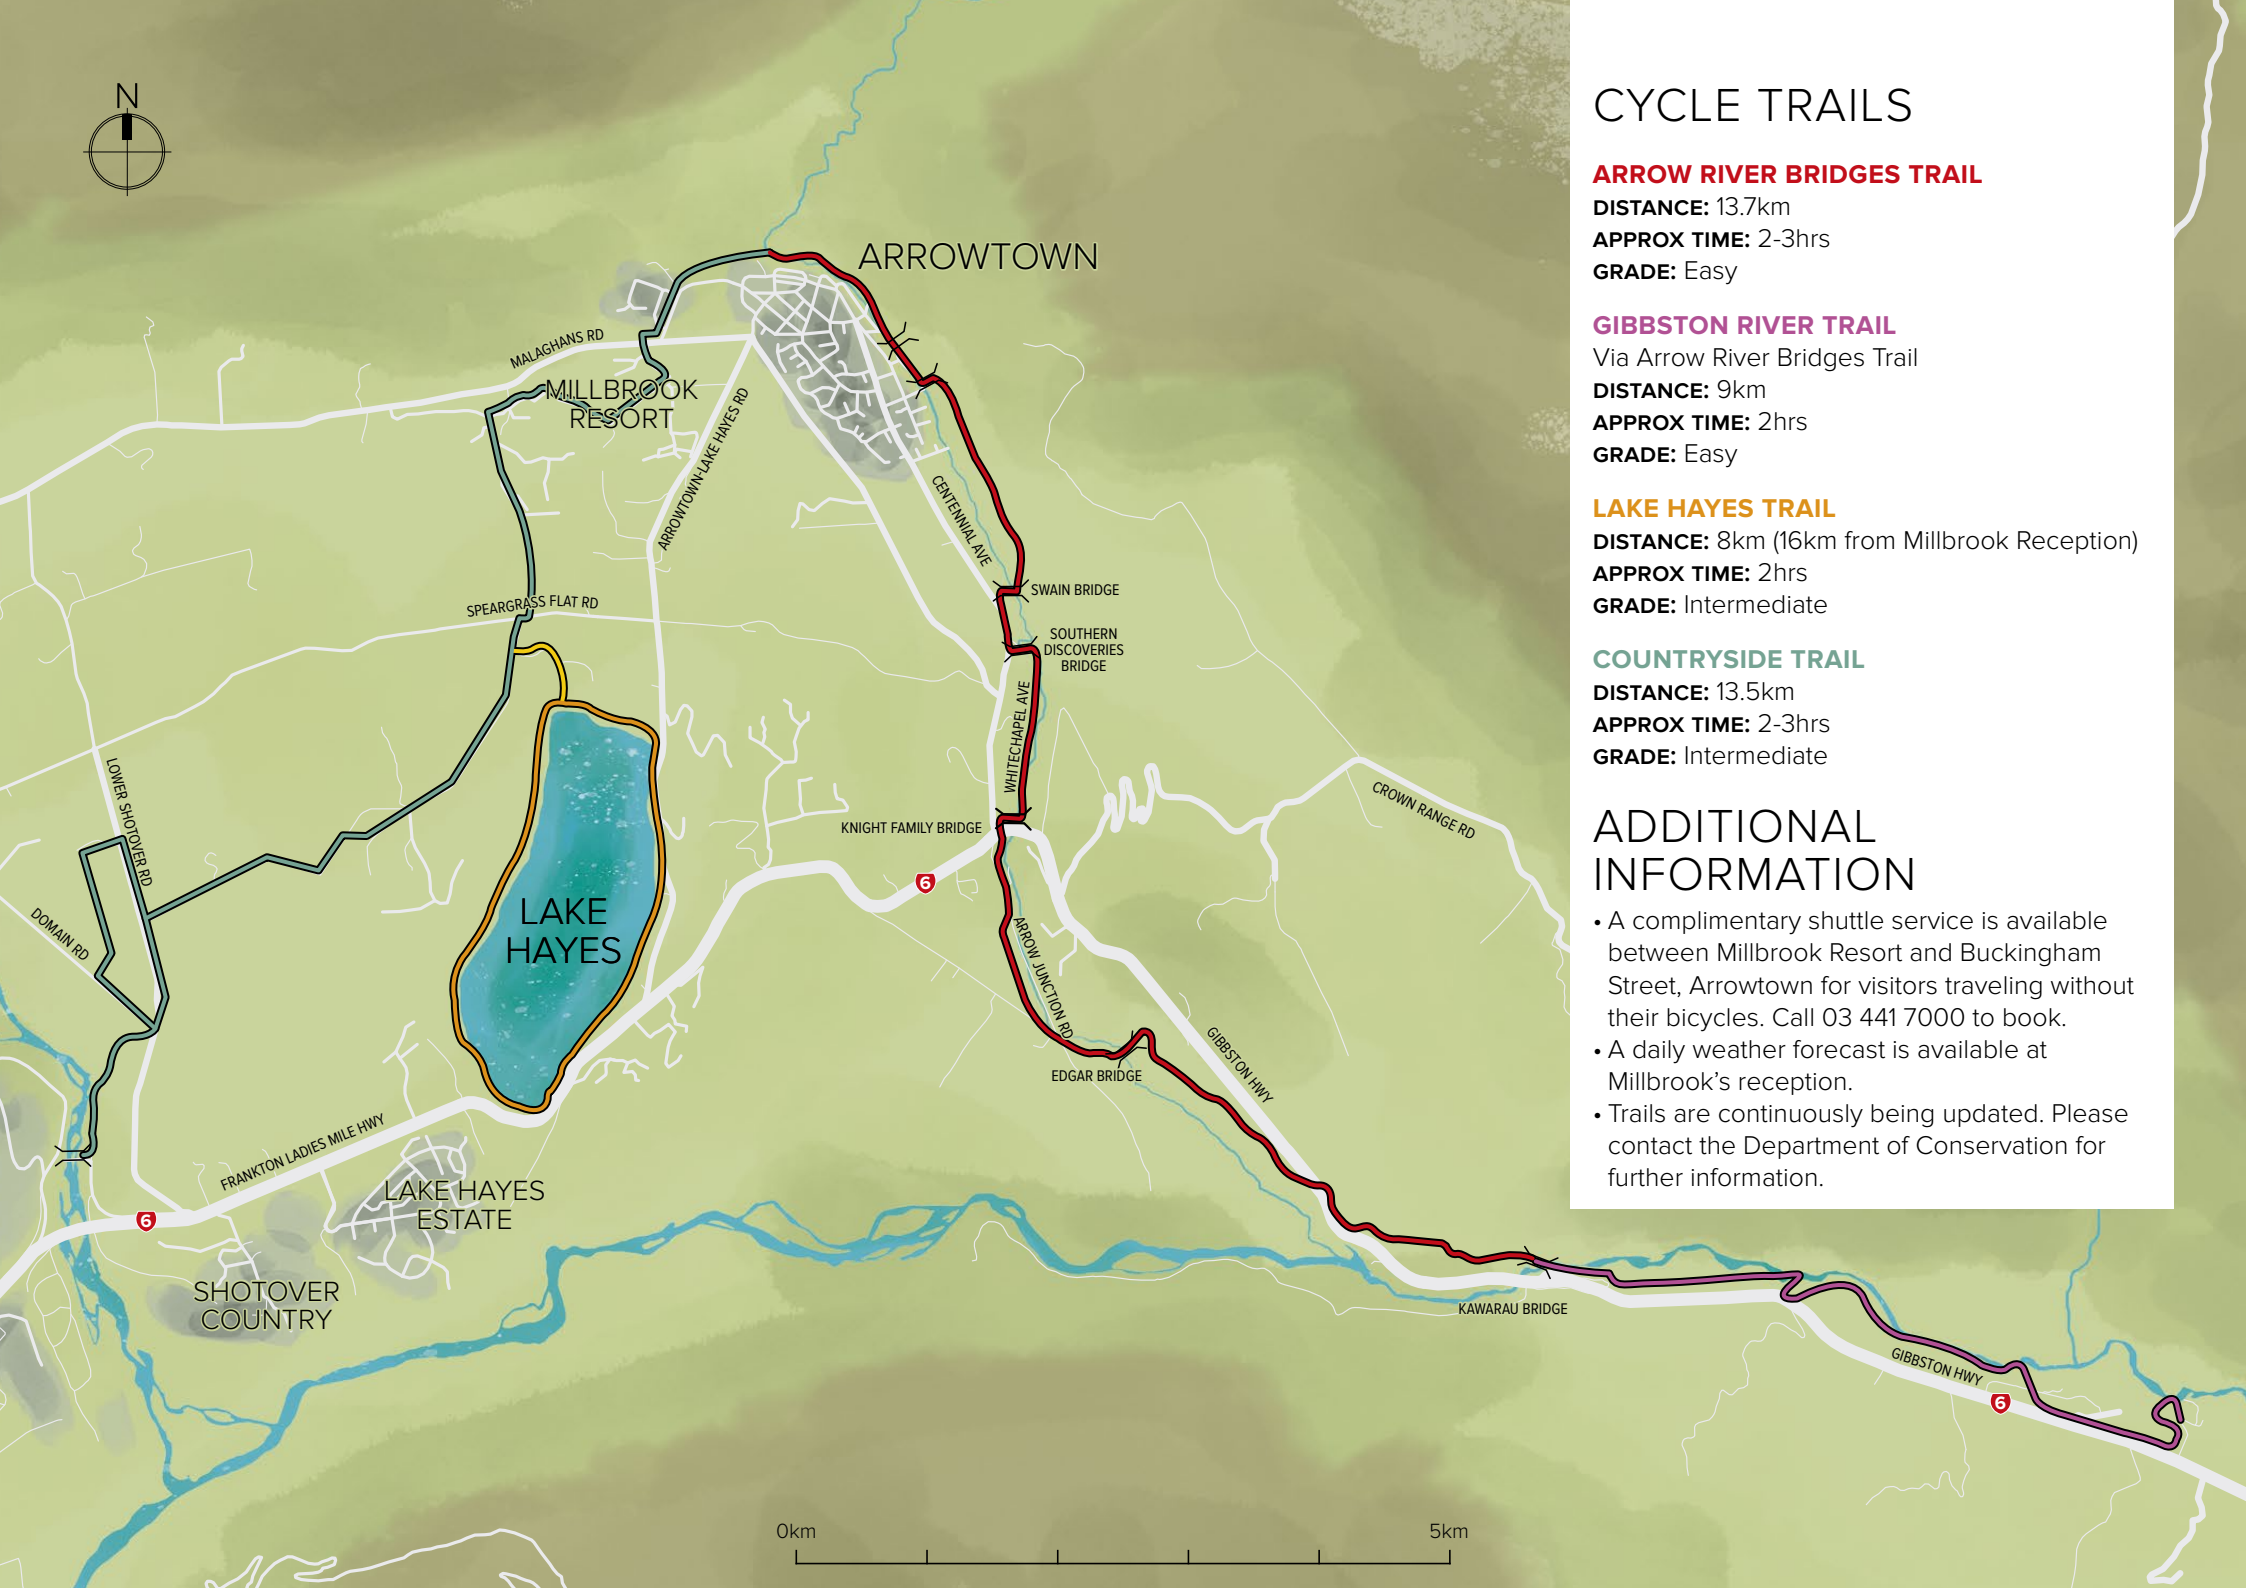 N
ARROWTOWN
MALAGHANS RD
MILLBROOK
RESORT
ARROWTOWN-LAKE HAYES RD
CENTENNIAL AVE
SPEARGRASS FLAT RD
SWAIN BRIDGE
SOUTHERN
DISCOVERIES
BRIDGE
WHITECHAPEL AVE
LOWER SHOTOVER RD
KNIGHT FAMILY BRIDGE
CROWN RANGE RD
6
DOMAIN RD
LAKE
HAYES
ARROW JUNCTION RD
GIBBSTON HWY
EDGAR BRIDGE
FRANKTON LADIES MILE HWY
LAKE HAYES
ESTATE
6
SHOTOVER
COUNTRY
KAWARAU BRIDGE
GIBBSTON HWY
6
0km
5km
CYCLE TRAILS
ARROW RIVER BRIDGES TRAIL
DISTANCE: 13.7km
APPROX TIME: 2-3hrs
GRADE: Easy
GIBBSTON RIVER TRAIL
Via Arrow River Bridges Trail
DISTANCE: 9km
APPROX TIME: 2hrs
GRADE: Easy
LAKE HAYES TRAIL
DISTANCE: 8km (16km from Millbrook Reception)
APPROX TIME: 2hrs
GRADE: Intermediate
COUNTRYSIDE TRAIL
DISTANCE: 13.5km
APPROX TIME: 2-3hrs
GRADE: Intermediate
ADDITIONAL
INFORMATION
• A complimentary shuttle service is available
between Millbrook Resort and Buckingham
Street, Arrowtown for visitors traveling without
their bicycles. Call 03 441 7000 to book.
• A daily weather forecast is available at
Millbrook’s reception.
• Trails are continuously being updated. Please
contact the Department of Conservation for
further information.